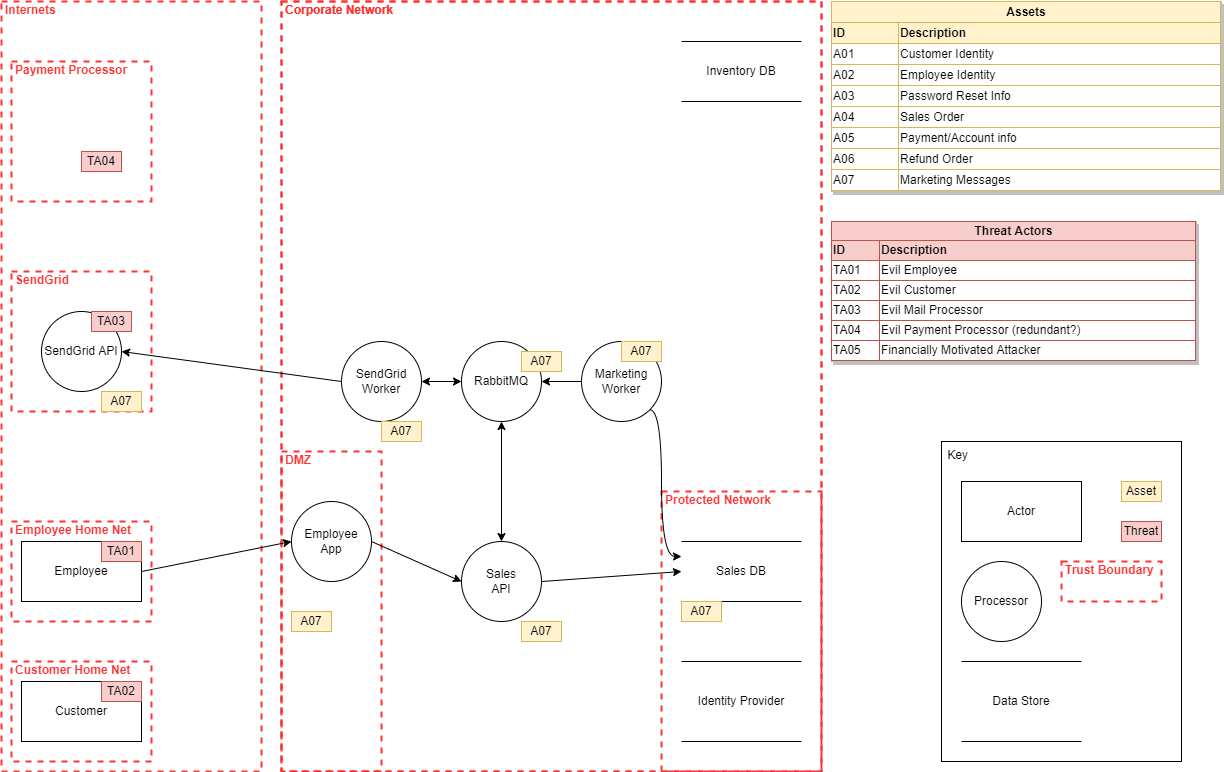 Internets
Payment Processor
TA04
SendGrid
TA03
SendGrid API
A07
Employee Home Net
TA01
Employee
Customer Home Net
TA02
Customer
Corporate Network
Inventory DB
SendGrid
Worker
A07
RabbitMQ
A07
Marketing
Worker
A07
DMZ
Employee
App
A07
Sales
API
A07
Protected Network
Sales DB
A07
Identity Provider
Assets
ID Description
A01 Customer Identity
A02 Employee Identity
A03 Password Reset Info
A04 Sales Order
A05 Payment/Account info
A06 Refund Order
A07 Marketing Messages
Threat Actors
ID Description
TA01 Evil Employee
TA02 Evil Customer
TA03 Evil Mail Processor
TA04 Evil Payment Processor (redundant?)
TA05 Financially Motivated Attacker
Key
Actor
Asset
Threat
Trust Boundary
Processor
Data Store